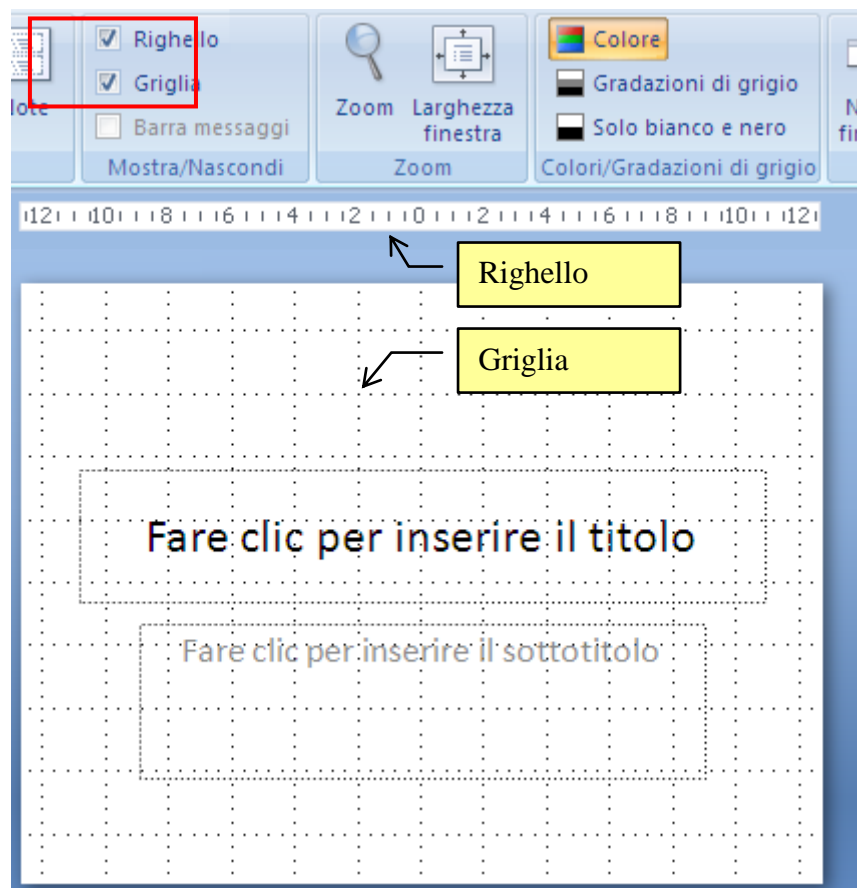 Righello
Griglia
Barra messaggi
Mostra/Nascondi
Zoom
Larghezza
finestra
Zoom
Colore
Gradazioni di grigio
Solo bianco e nero
Colori/Gradazioni di grigio
12 10 8 6 4 2 0 2 4 6 8 10 12
Righello
Griglia
Fare clic per inserire il titolo
Fare clic per inserire il sottotitolo